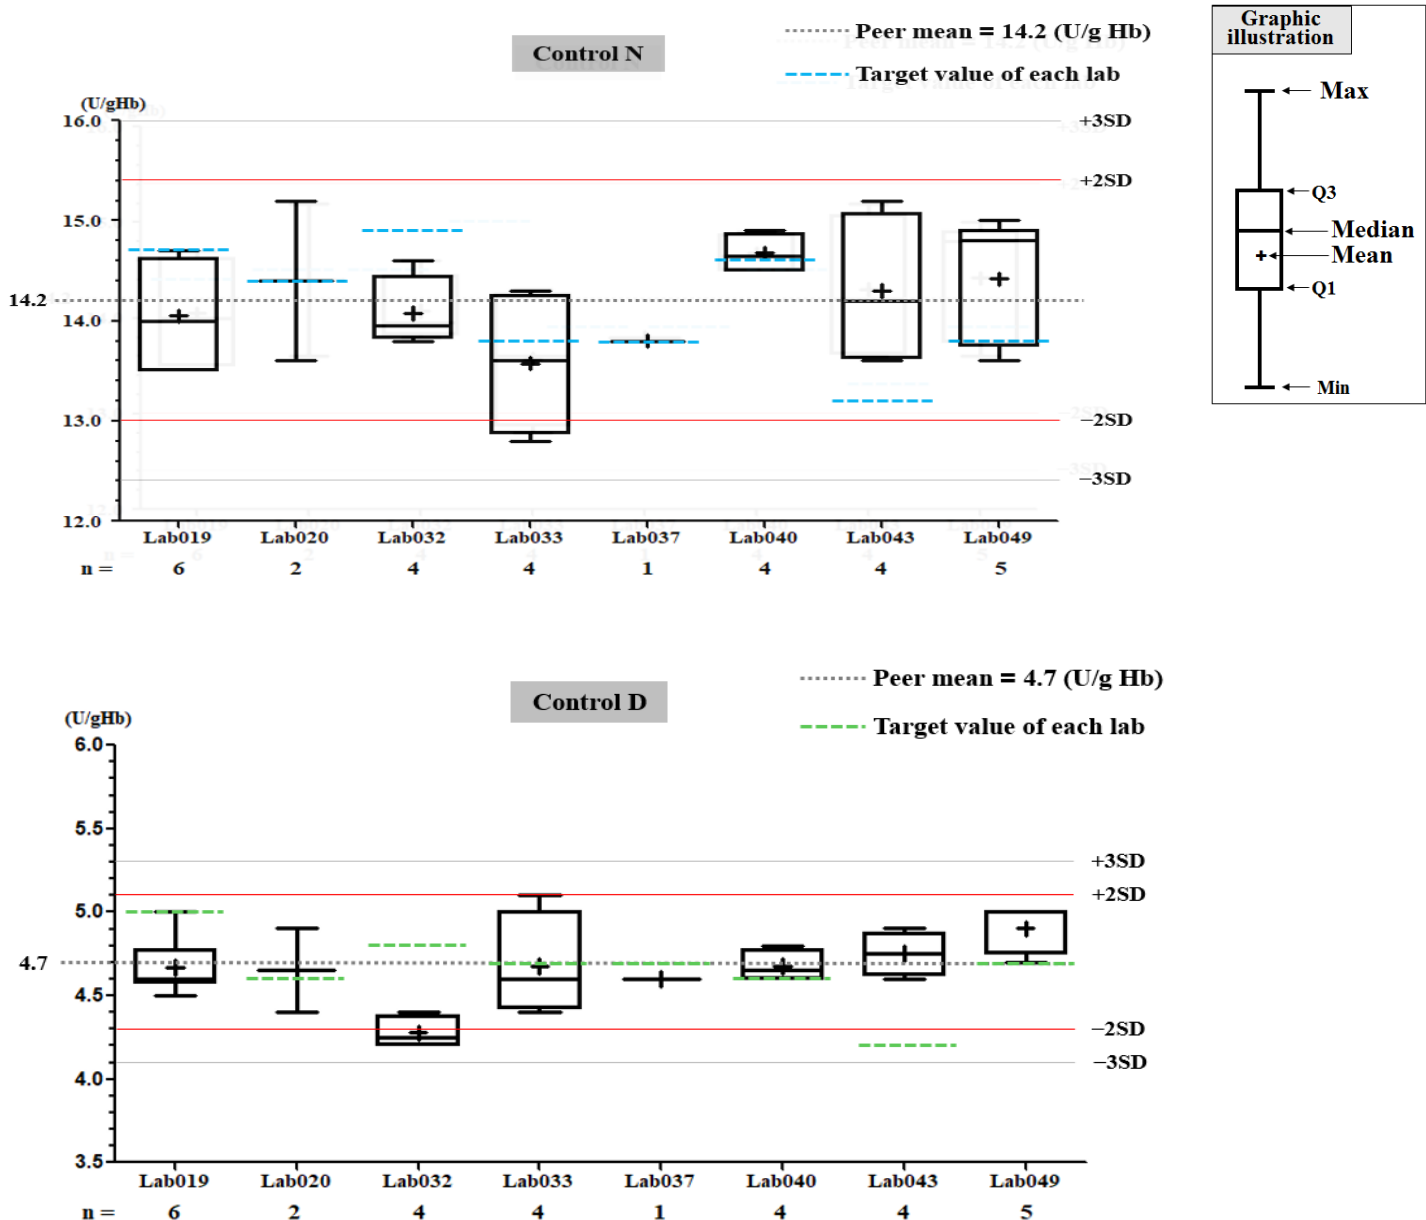 Control N
Peer mean = 14.2 (U/g Hb)
Target value of each lab
(U/gHb)
16.0
15.0
14.2
14.0
13.0
12.0
+3SD
+2SD
−2SD
−3SD
Lab019 Lab020 Lab032 Lab033 Lab037 Lab040 Lab043 Lab049
n = 6 2 4 4 1 4 4 5
Graphic
illustration
Max
Q3
Median
Mean
Q1
Min
Control D
Peer mean = 4.7 (U/g Hb)
Target value of each lab
(U/gHb)
6.0
5.5
5.0
4.7
4.5
4.0
3.5
+3SD
+2SD
−2SD
−3SD
Lab019 Lab020 Lab032 Lab033 Lab037 Lab040 Lab043 Lab049
n = 6 2 4 4 1 4 4 5